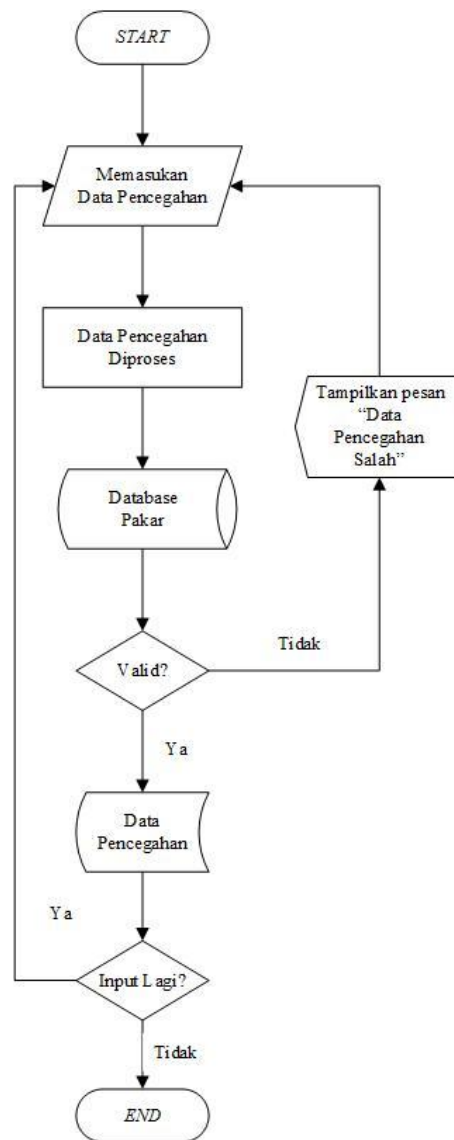 START
Memasukan
Data Pencegahan
Data Pencegahan
Diproses
Tampilkan pesan
“Data
Pencegahan
Salah”
Database
Pakar
Valid?
Tidak
Ya
Data
Pencegahan
Ya
Input Lagi?
Tidak
END